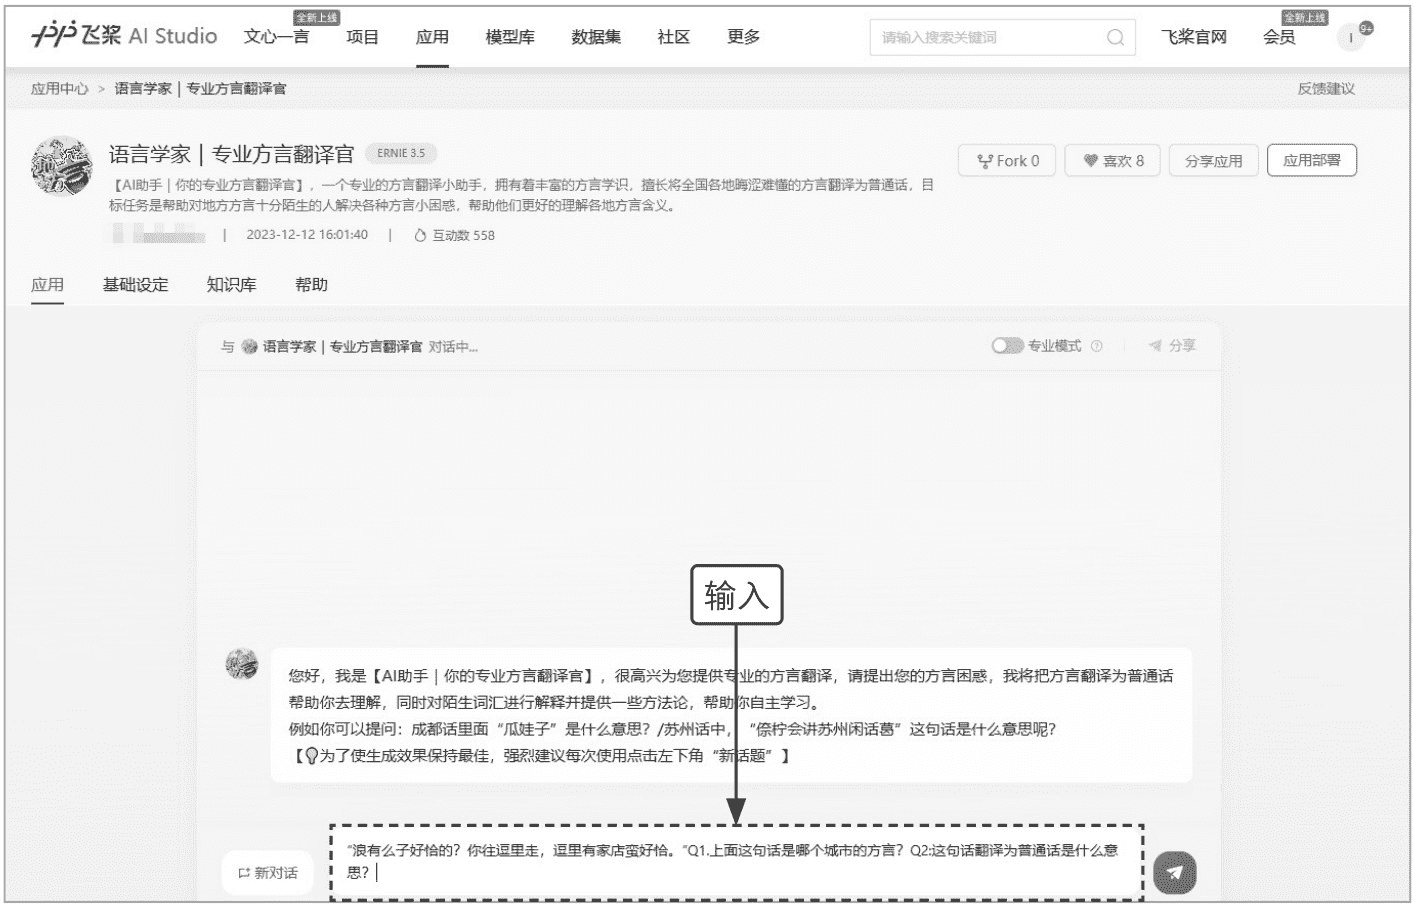 全新上线 全新上线
飞桨 AI Studio 文心一言 项目 应用 模型库 数据集 社区 更多 请输入搜索关键词 飞桨官网 会员 I 9+
应用中心 > 语言学家 | 专业方言翻译官 反馈建议
语言学家 | 专业方言翻译官 ERNIE 3.5 Fork 0 喜欢 8 分享应用 应用部署
【AI助手 | 你的专业方言翻译官】，一个专业的方言翻译小助手，拥有着丰富的方言学识，擅长将全国各地晦涩难懂的方言翻译为普通话，目
标任务是帮助对地方方言十分陌生的人解决各种方言小困惑，帮助他们更好的理解各地方言含义。
| 2023-12-12 16:01:40 | 互动数 558
应用 基础设定 知识库 帮助
与 语言学家 | 专业方言翻译官 对话中... 专业模式 分享
输入
您好，我是【AI助手 | 你的专业方言翻译官】，很高兴为您提供专业的方言翻译，请提出您的方言困惑，我将把方言翻译为普通话
帮助你去理解，同时对陌生词汇进行解释并提供一些方法论，帮助你自主学习。
例如你可以提问：成都话里面“瓜娃子”是什么意思？/苏州话中，“倷柠会讲苏州闲话葛”这句话是什么意思呢？
【💡为了使生成效果保持最佳，强烈建议每次使用点击左下角“新话题”】
新对话
“浪有么子好恰的？你往逗里走，逗里有家店蛮好恰。”Q1.上面这句话是哪个城市的方言？Q2:这句话翻译为普通话是什么意
思？